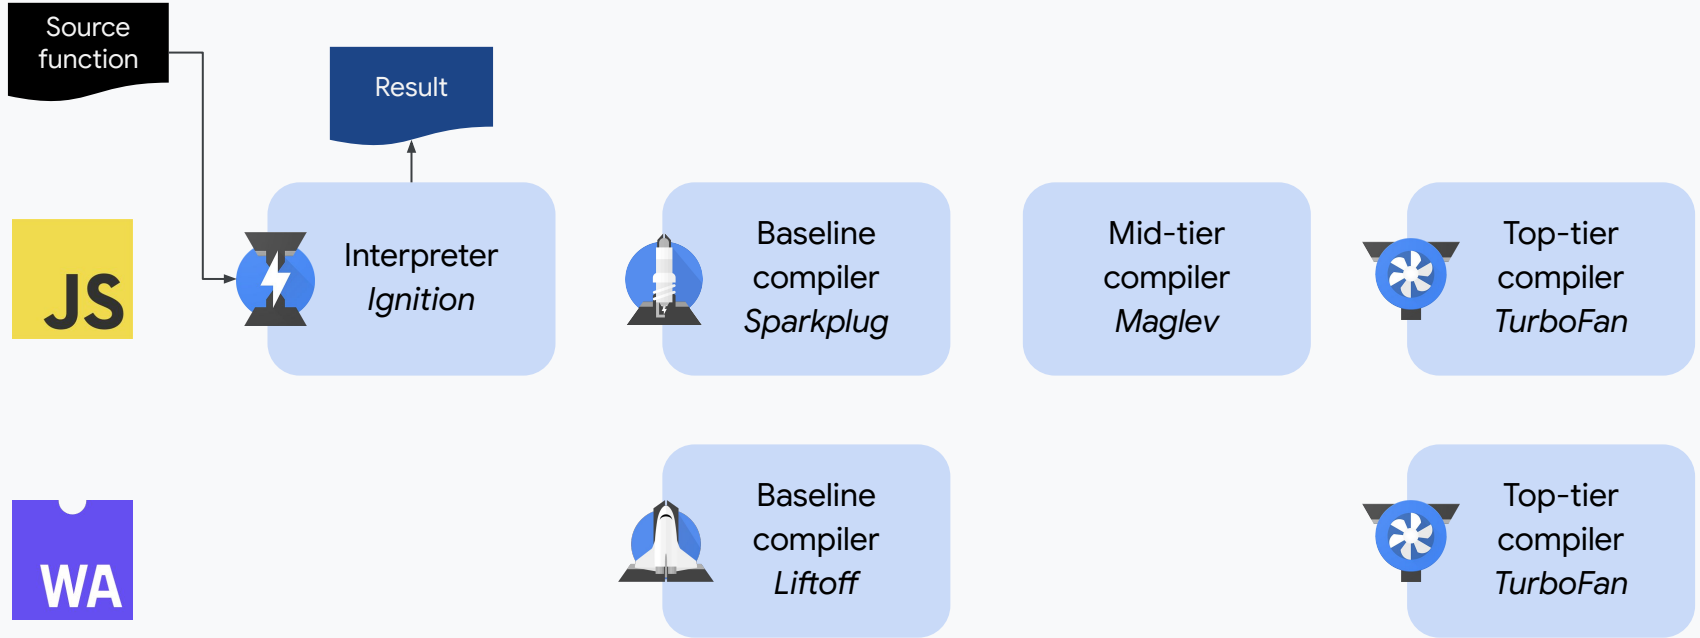 Source
function
Result
JS
Interpreter
Ignition
Baseline
compiler
Sparkplug
Mid-tier
compiler
Maglev
Top-tier
compiler
TurboFan
WA
Baseline
compiler
Liftoff
Top-tier
compiler
TurboFan